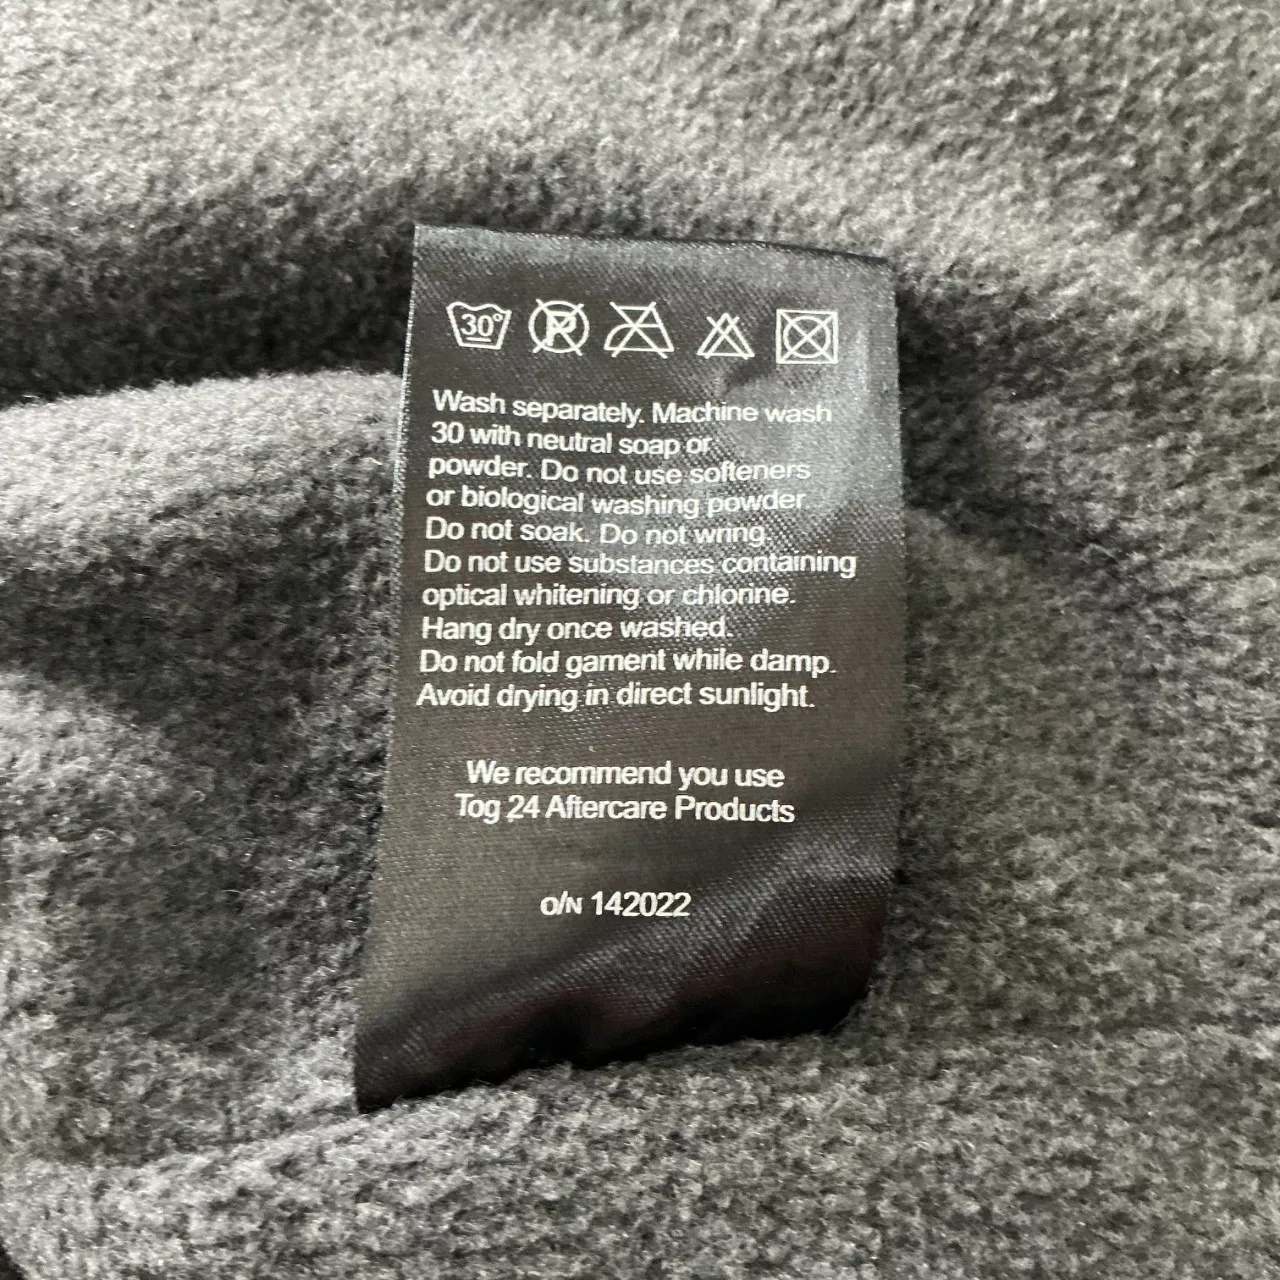 30°
P
Wash separately. Machine wash
30 with neutral soap or
powder. Do not use softeners
or biological washing powder
Do not soak. Do not wring.
Do not use substances containing
optical whitening or chlorine.
Hang dry once washed.
Do not fold gament while damp.
Avoid drying in direct sunlight.
We recommend you use
Tog 24 Aftercare Products
O/N 142022